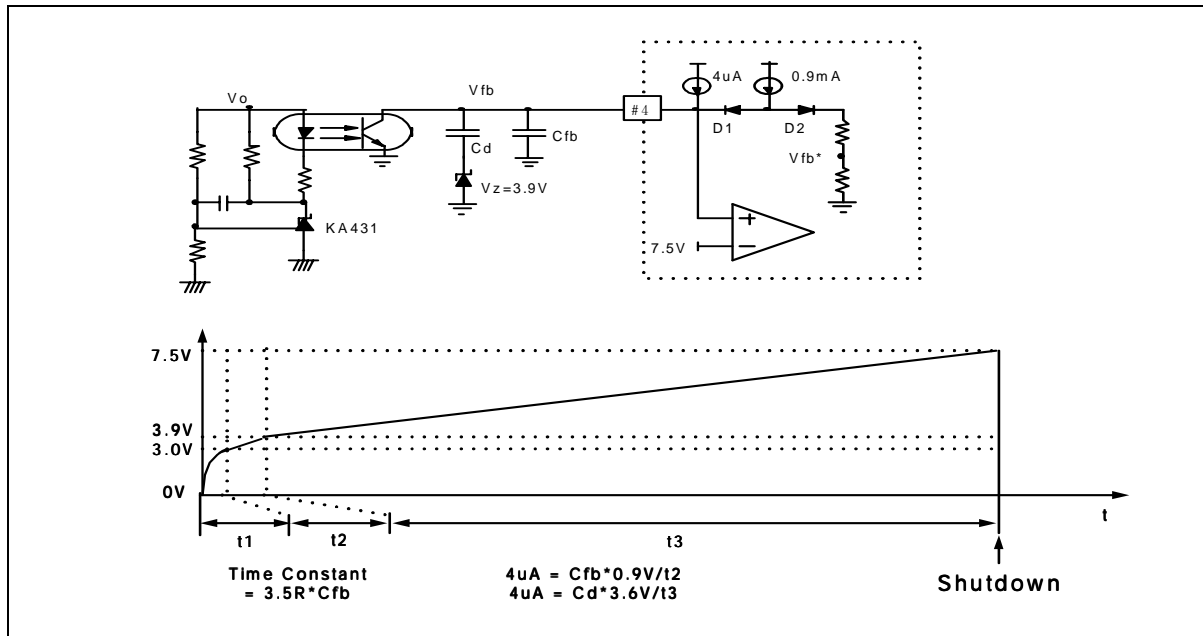 4uA 0.9mA
Vo Vfb #4
D1 D2
Cd Cfb
Vfb*
Vz=3.9V
KA431
7.5V
7.5V
3.9V
3.0V
0V
t
t1 t2 t3
Time Constant
= 3.5R*Cfb
4uA = Cfb*0.9V/t2
4uA = Cd*3.6V/t3
Shutdown